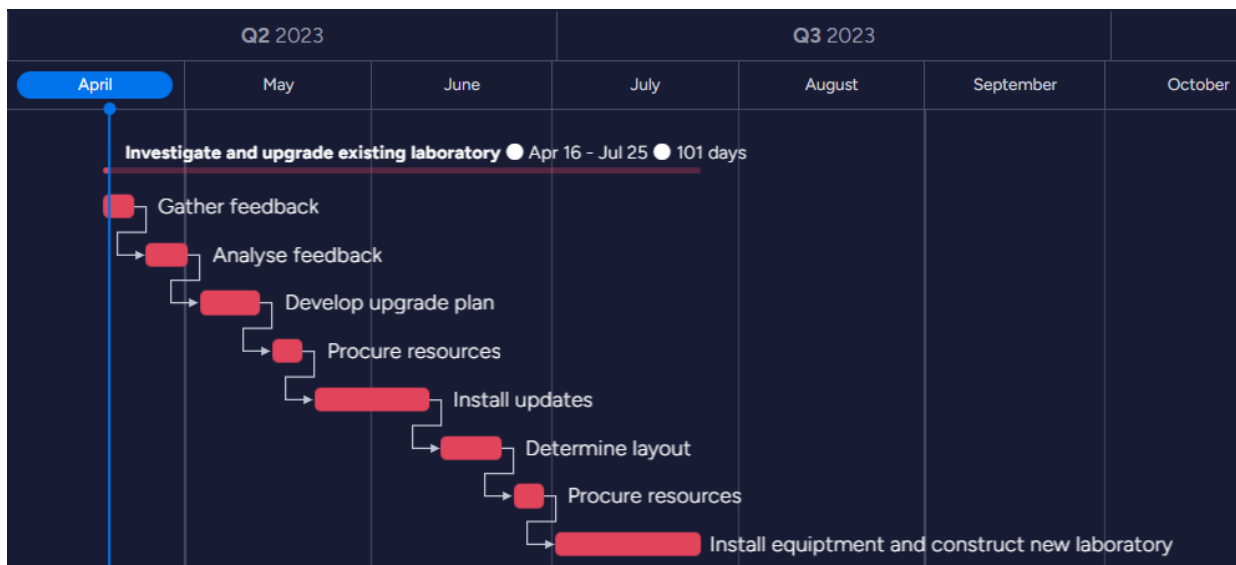 Q2 2023 Q3 2023
April May June July August September October
Investigate and upgrade existing laboratory ● Apr 16 - Jul 25 ● 101 days
Gather feedback
Analyse feedback
Develop upgrade plan
Procure resources
Install updates
Determine layout
Procure resources
Install equiptment and construct new laboratory